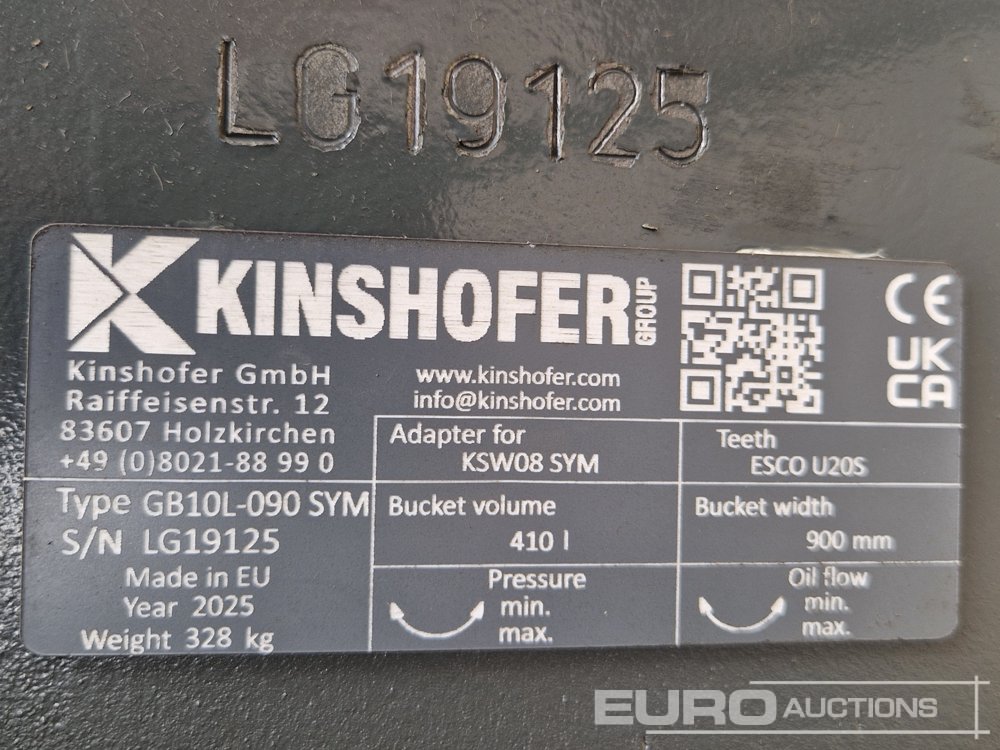 LG19125
KINSHOFER GROUP
CE
UK
CA
Kinshofer GmbH
Raiffeisenstr. 12
83607 Holzkirchen
+49 (0)8021-88 99 0
www.kinshofer.com
info@kinshofer.com
Adapter for
KSW08 SYM
Teeth
ESCO U20S
Type GB10L-090 SYM
S/N LG19125
Made in EU
Year 2025
Weight 328 kg
Bucket volume
410 l
Bucket width
900 mm
Pressure
min.
max.
Oil flow
min.
max.
EURO AUCTIONS